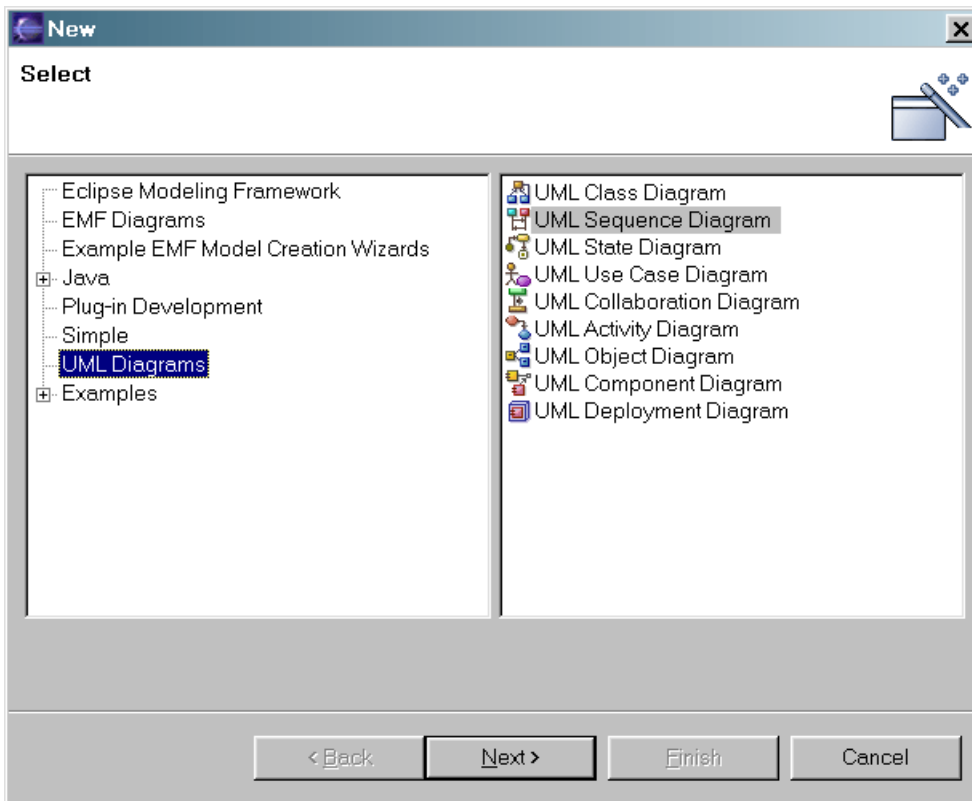 New
Select
Eclipse Modeling Framework
EMF Diagrams
Example EMF Model Creation Wizards
Java
Plug-in Development
Simple
UML Diagrams
Examples
UML Class Diagram
UML Sequence Diagram
UML State Diagram
UML Use Case Diagram
UML Collaboration Diagram
UML Activity Diagram
UML Object Diagram
UML Component Diagram
UML Deployment Diagram
< Back
Next >
Finish
Cancel